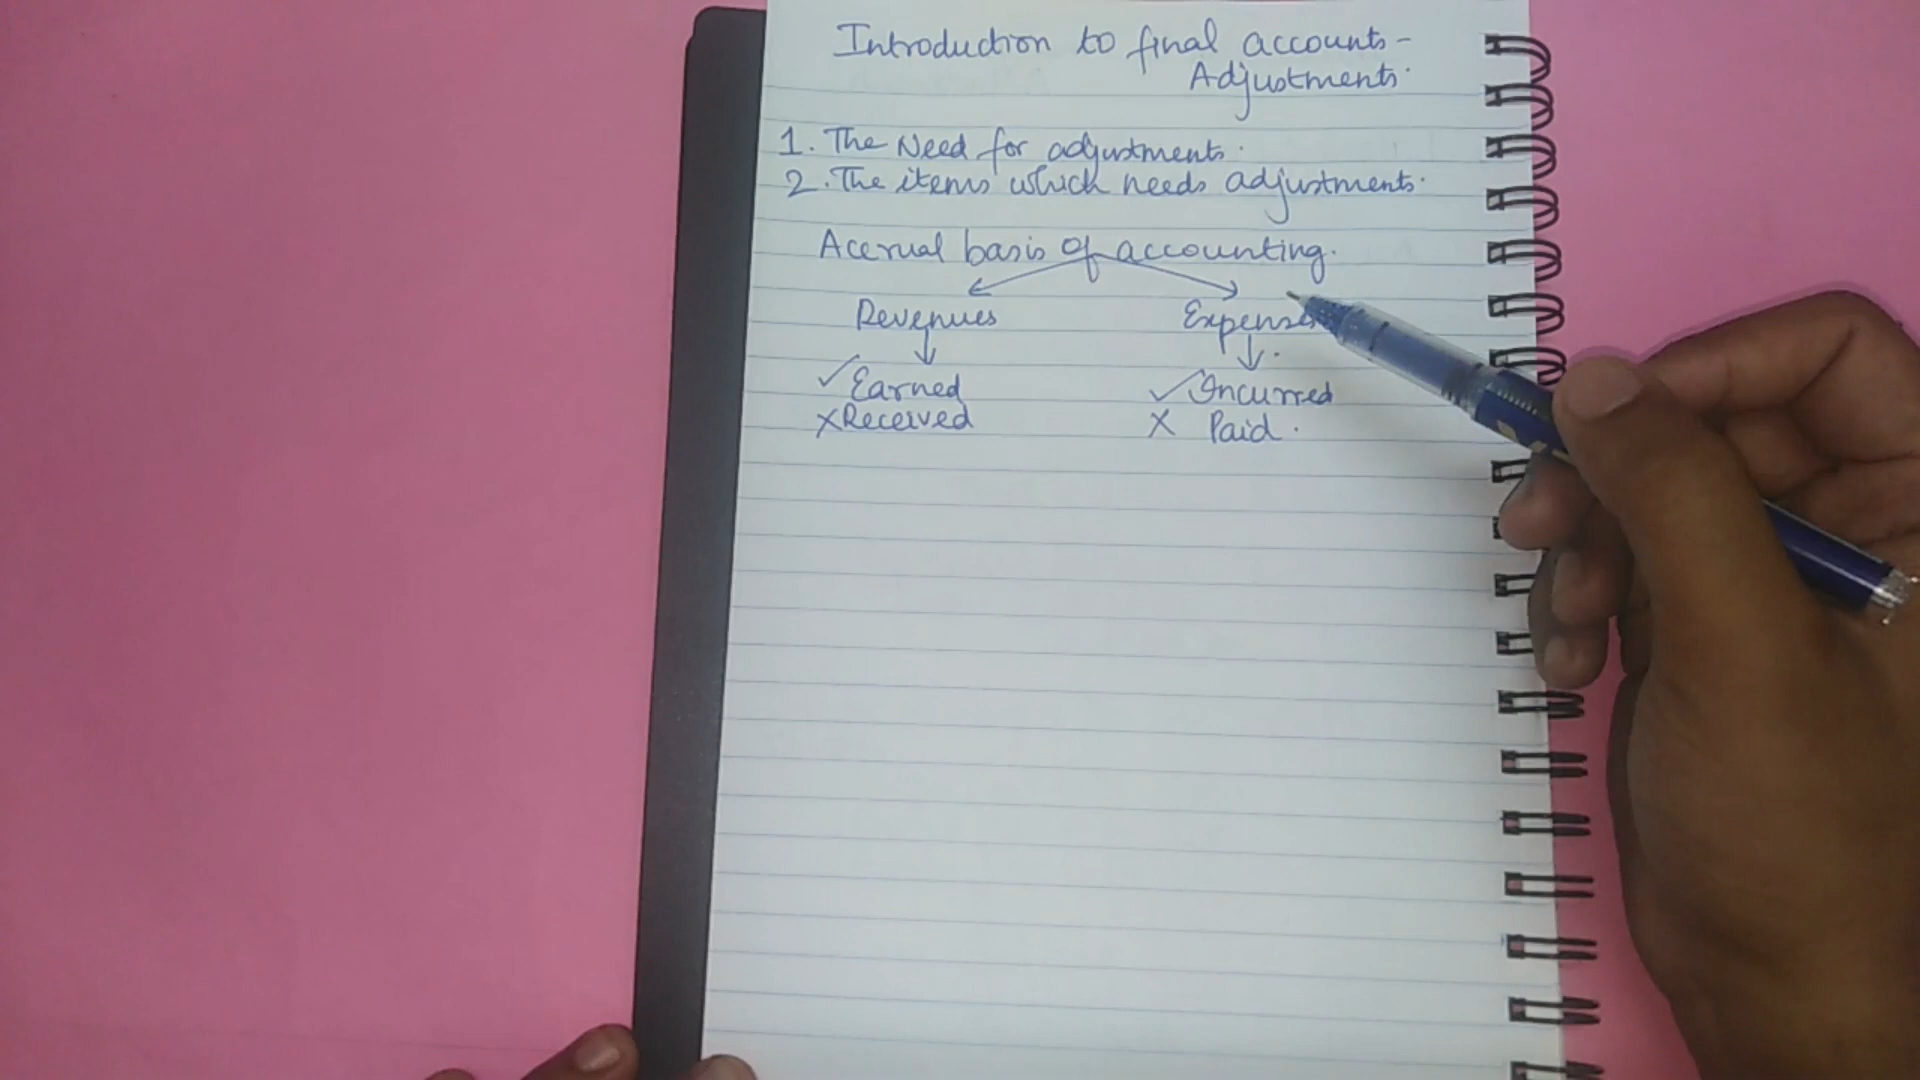 Introduction to final accounts -
Adjustments.
1. The Need for adjustments.
2. The items which needs adjustments.
Accrual basis of accounting.
Revenues Expenses
✓ Earned ✓ Incurred
X Received X Paid.